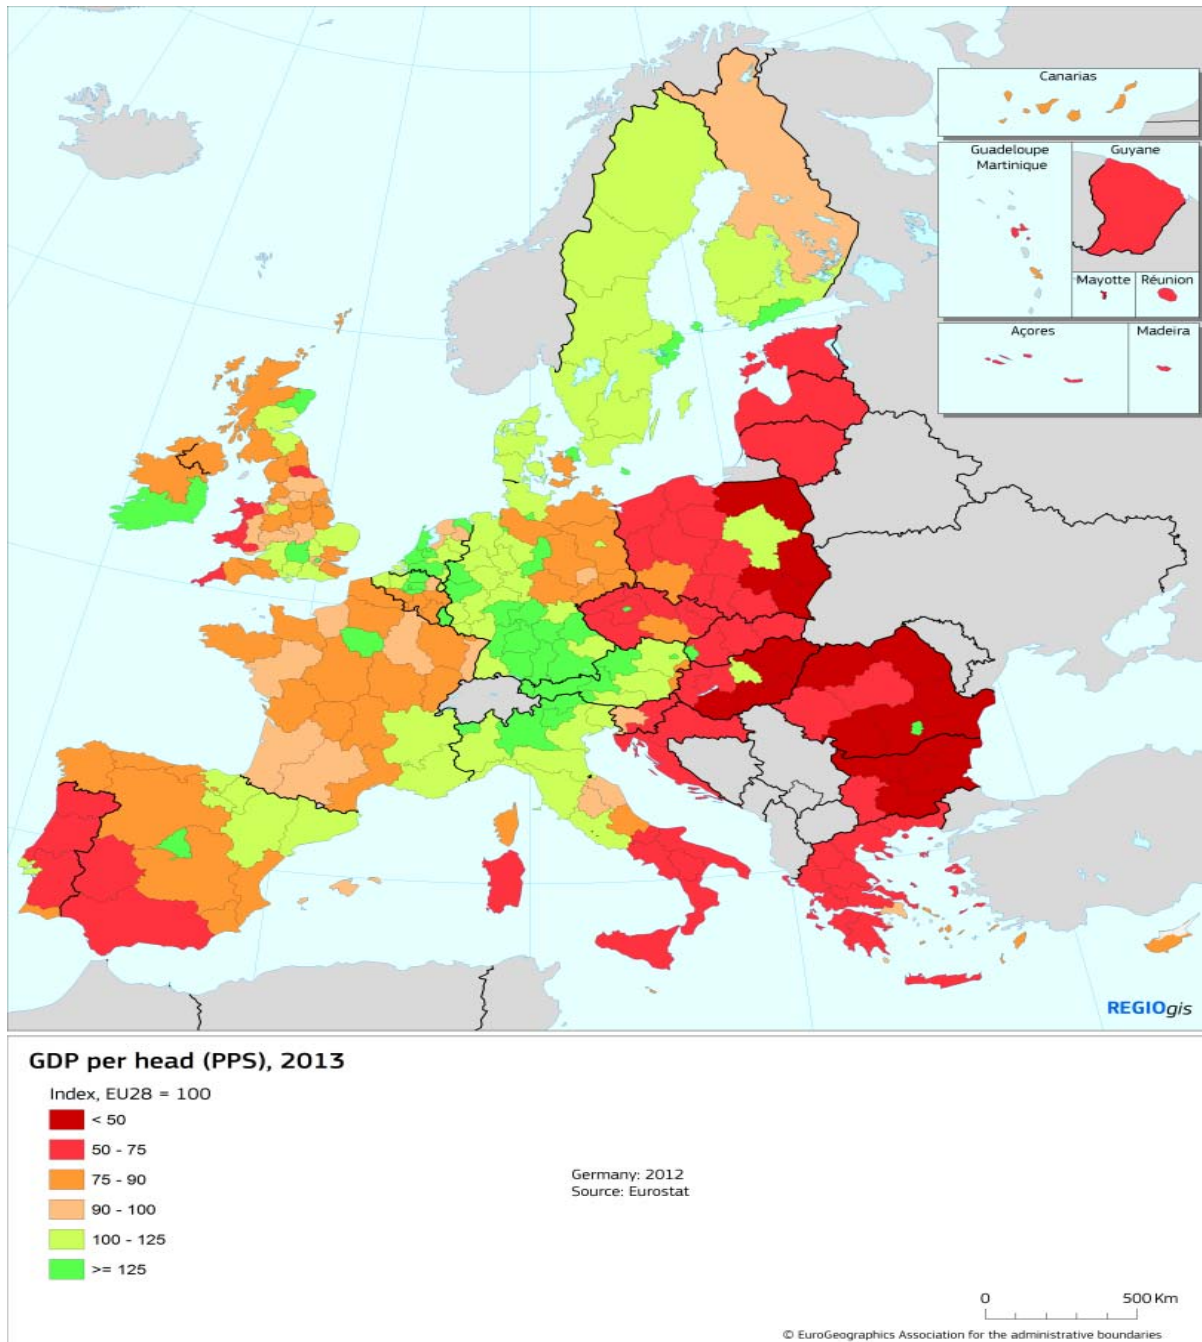 Canarias
Guadeloupe
Martinique
Guyane
Mayotte
Réunion
Açores
Madeira
REGIOgis
GDP per head (PPS), 2013
Index, EU28 = 100
< 50
50 - 75
75 - 90
90 - 100
100 - 125
>= 125
Germany: 2012
Source: Eurostat
0 500 Km
© EuroGeographics Association for the administrative boundaries